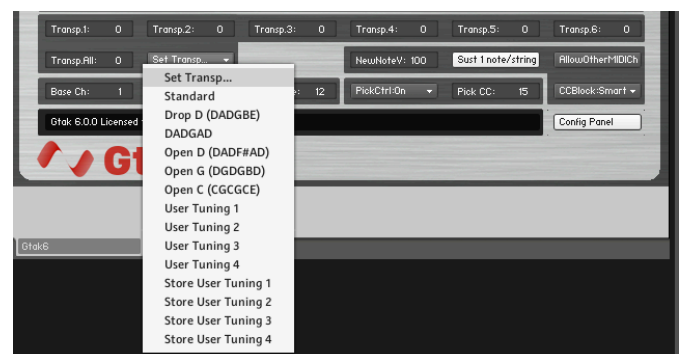 Transp.1: 0 Transp.2: 0 Transp.3: 0 Transp.4: 0 Transp.5: 0 Transp.6: 0
Transp.All: 0 Set Transp... NewNoteV: 100 Sust 1 note/string AllowOtherMIDICh
Base Ch: 1 12 PickCtrl:On Pick CC: 15 CCBlock:Smart
Gtak 6.0.0 Licensed Config Panel
Gt
Set Transp...
Standard
Drop D (DADGBE)
DADGAD
Open D (DADF#AD)
Open G (DGDGBD)
Open C (CGCGCE)
User Tuning 1
User Tuning 2
User Tuning 3
User Tuning 4
Store User Tuning 1
Store User Tuning 2
Store User Tuning 3
Store User Tuning 4
Gtak6